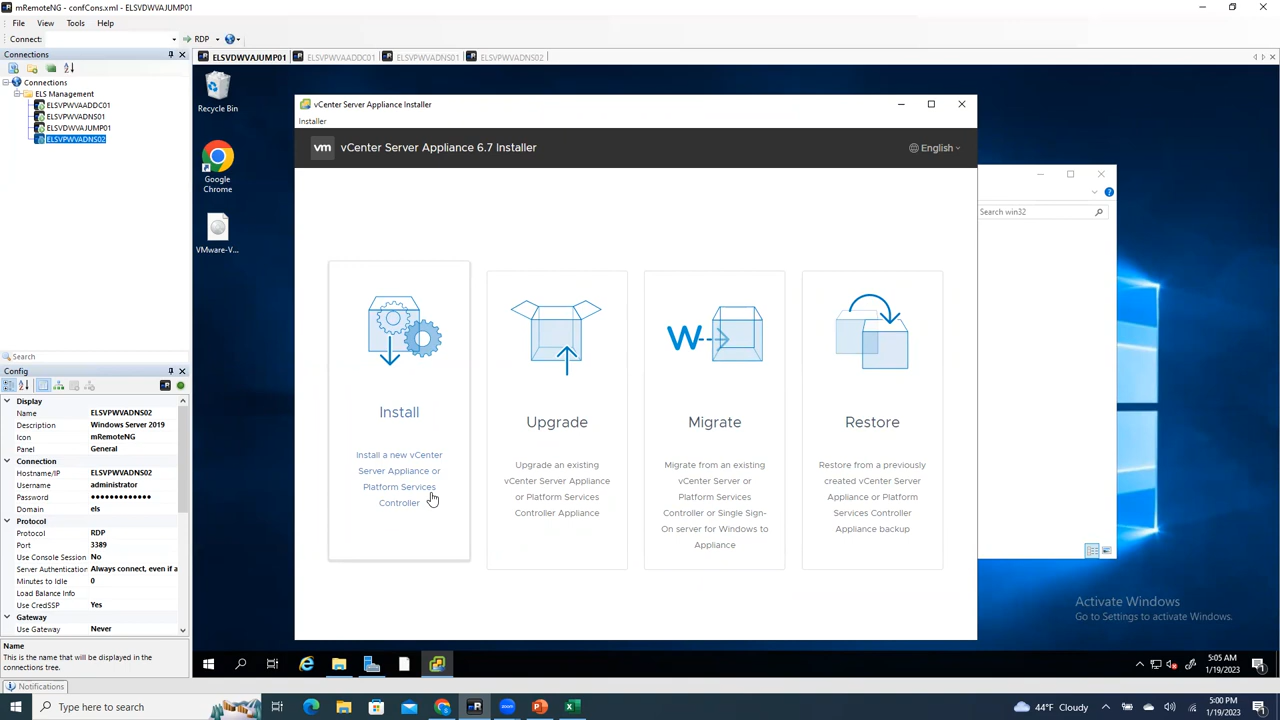 mRemoteNG - confCons.xml - ELSVDWVAJUMP01
File View Tools Help
Connect: RDP
Connections
Connections
ELS Management
ELSVPWVAADDC01
ELSVPWVADNS01
ELSVDWVAJUMP01
ELSVPWVADNS02
Search
Config
Display
Name ELSVPWVADNS02
Description Windows Server 2019
Icon mRemoteNG
Panel General
Connection
Hostname/IP ELSVPWVADNS02
Username administrator
Password ●●●●●●●●●●●●●
Domain els
Protocol
Protocol RDP
Port 3389
Use Console Session No
Server Authentication Always connect, even if a
Minutes to Idle 0
Load Balance Info
Use CredSSP Yes
Gateway
Use Gateway Never
Name
This is the name that will be displayed in the
connections tree.
Notifications
ELSVDWVAJUMP01 ELSVPWVAADDC01 ELSVPWVADNS01 ELSVPWVADNS02
Recycle Bin
Google
Chrome
VMware-V...
vCenter Server Appliance Installer
Installer
vm vCenter Server Appliance 6.7 Installer
English
Install
Install a new vCenter
Server Appliance or
Platform Services
Controller
Upgrade
Upgrade an existing
vCenter Server Appliance
or Platform Services
Controller Appliance
Migrate
Migrate from an existing
vCenter Server or
Platform Services
Controller or Single Sign-
On server for Windows to
Appliance
Restore
Restore from a previously
created vCenter Server
Appliance or Platform
Services Controller
Appliance backup
Search win32
Activate Windows
Go to Settings to activate Windows.
5:05 AM
1/19/2023
Type here to search
44°F Cloudy
5:00 PM
1/19/2023